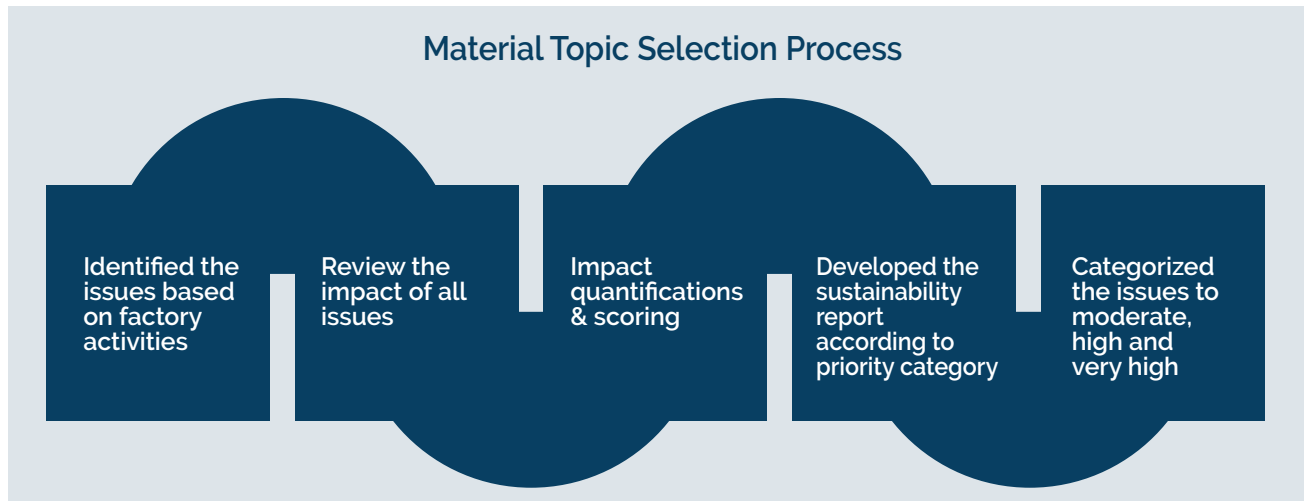 Material Topic Selection Process
Identified the
issues based
on factory
activities
Review the
impact of all
issues
Impact
quantifications
& scoring
Developed the
sustainability
report
according to
priority category
Categorized
the issues to
moderate,
high and
very high